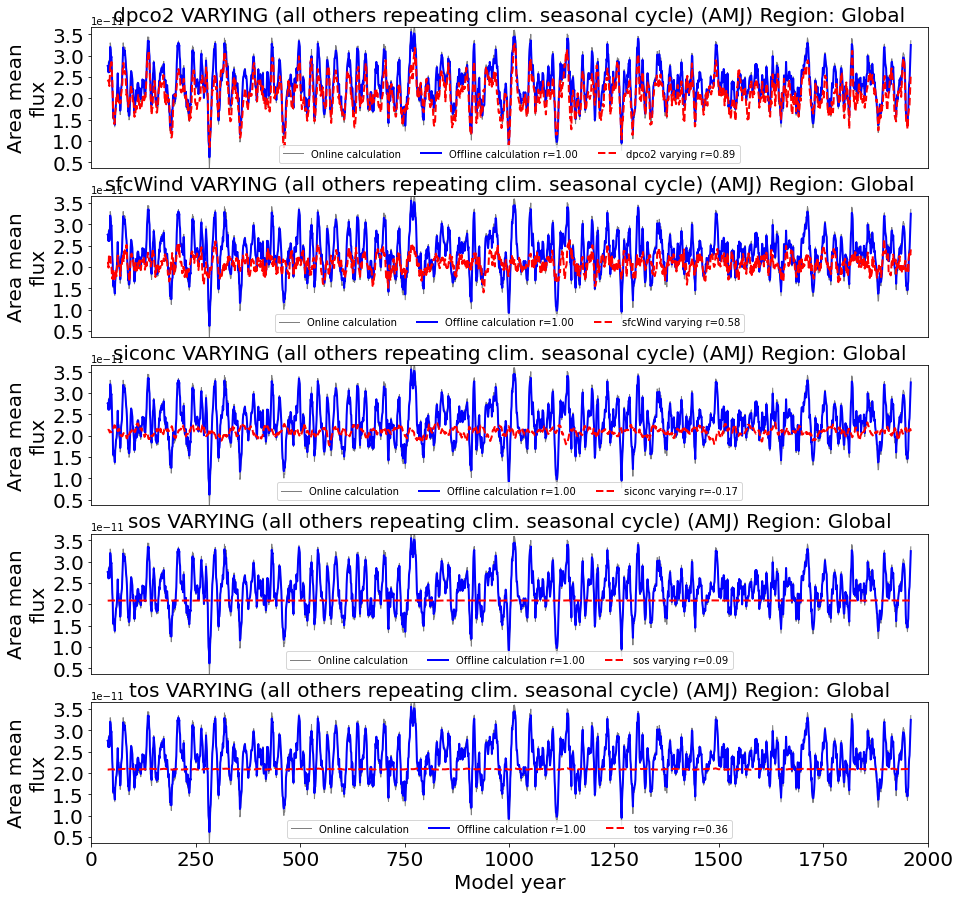 dpco2 VARYING (all others repeating clim. seasonal cycle) (AMJ) Region: Global
1e−11
3.5
3.0
2.5
2.0
1.5
1.0
0.5
Area mean
flux
Online calculation
Offline calculation r=1.00
dpco2 varying r=0.89
sfcWind VARYING (all others repeating clim. seasonal cycle) (AMJ) Region: Global
1e−11
3.5
3.0
2.5
2.0
1.5
1.0
0.5
Area mean
flux
Online calculation
Offline calculation r=1.00
sfcWind varying r=0.58
siconc VARYING (all others repeating clim. seasonal cycle) (AMJ) Region: Global
1e−11
3.5
3.0
2.5
2.0
1.5
1.0
0.5
Area mean
flux
Online calculation
Offline calculation r=1.00
siconc varying r=-0.17
sos VARYING (all others repeating clim. seasonal cycle) (AMJ) Region: Global
1e−11
3.5
3.0
2.5
2.0
1.5
1.0
0.5
Area mean
flux
Online calculation
Offline calculation r=1.00
sos varying r=0.09
tos VARYING (all others repeating clim. seasonal cycle) (AMJ) Region: Global
1e−11
3.5
3.0
2.5
2.0
1.5
1.0
0.5
Area mean
flux
Online calculation
Offline calculation r=1.00
tos varying r=0.36
0 250 500 750 1000 1250 1500 1750 2000
Model year